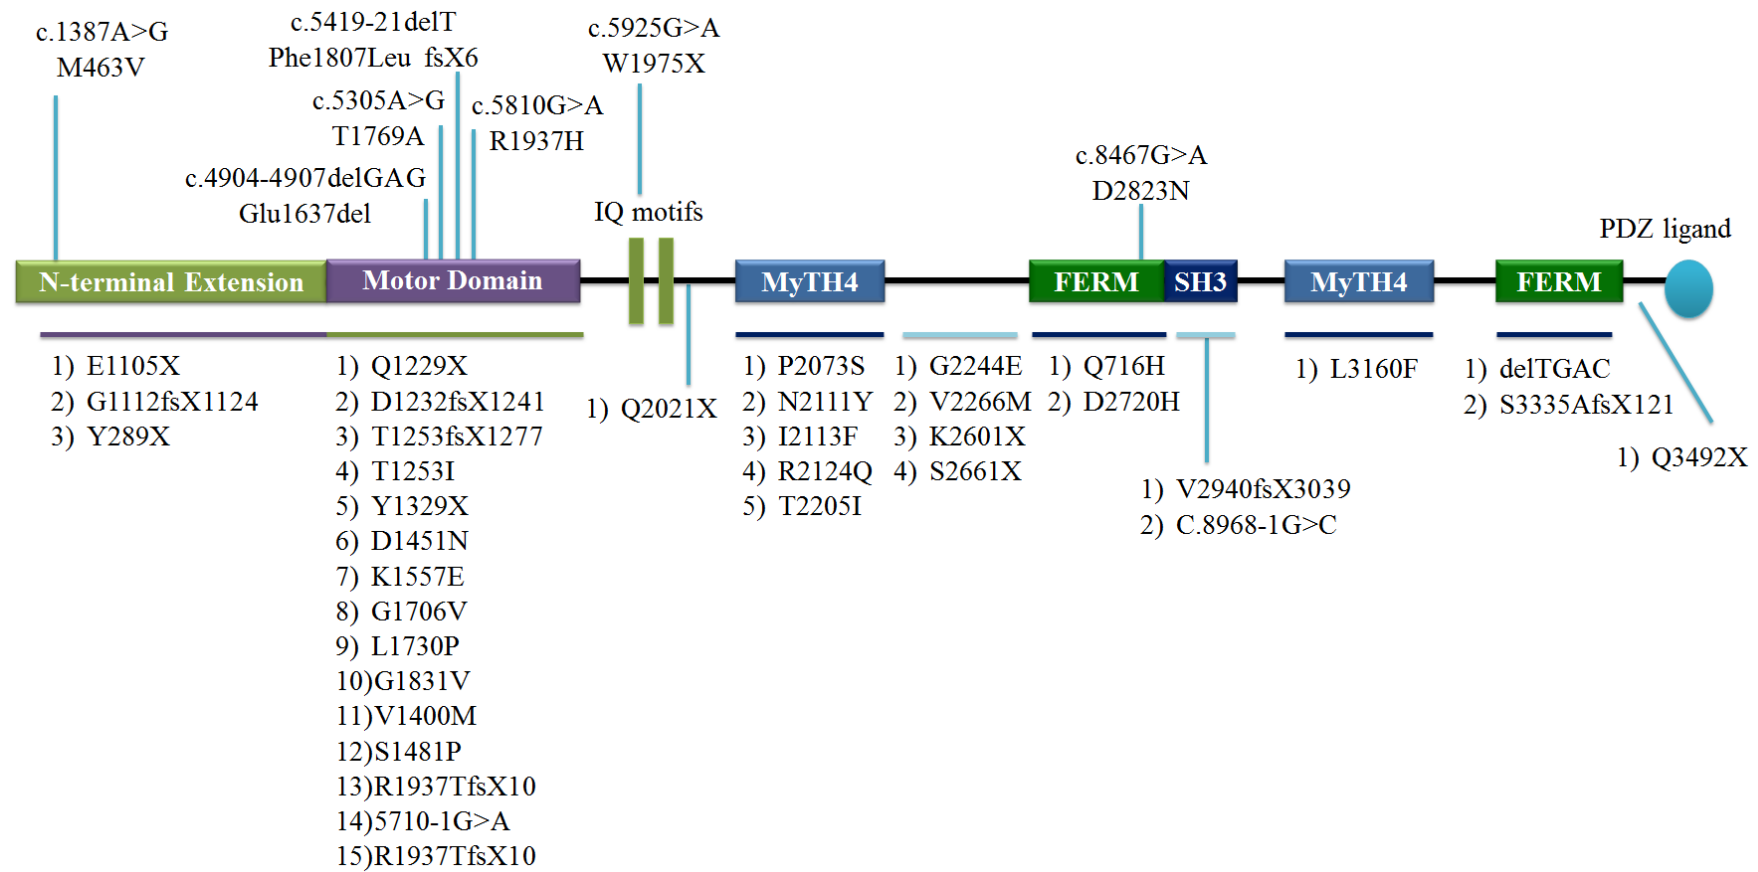 c.1387A>G
M463V
c.5419-21delT
Phe1807Leu fsX6
c.5305A>G
T1769A
c.5810G>A
R1937H
c.4904-4907delGAG
Glu1637del
c.5925G>A
W1975X
IQ motifs
c.8467G>A
D2823N
PDZ ligand
N-terminal Extension
Motor Domain
MyTH4
FERM
SH3
MyTH4
FERM
1) E1105X
2) G1112fsX1124
3) Y289X
1) Q1229X
2) D1232fsX1241
3) T1253fsX1277
4) T1253I
5) Y1329X
6) D1451N
7) K1557E
8) G1706V
9) L1730P
10)G1831V
11)V1400M
12)S1481P
13)R1937TfsX10
14)5710-1G>A
15)R1937TfsX10
1) Q2021X
1) P2073S
2) N2111Y
3) I2113F
4) R2124Q
5) T2205I
1) G2244E
2) V2266M
3) K2601X
4) S2661X
1) Q716H
2) D2720H
1) V2940fsX3039
2) C.8968-1G>C
1) L3160F
1) delTGAC
2) S3335AfsX121
1) Q3492X